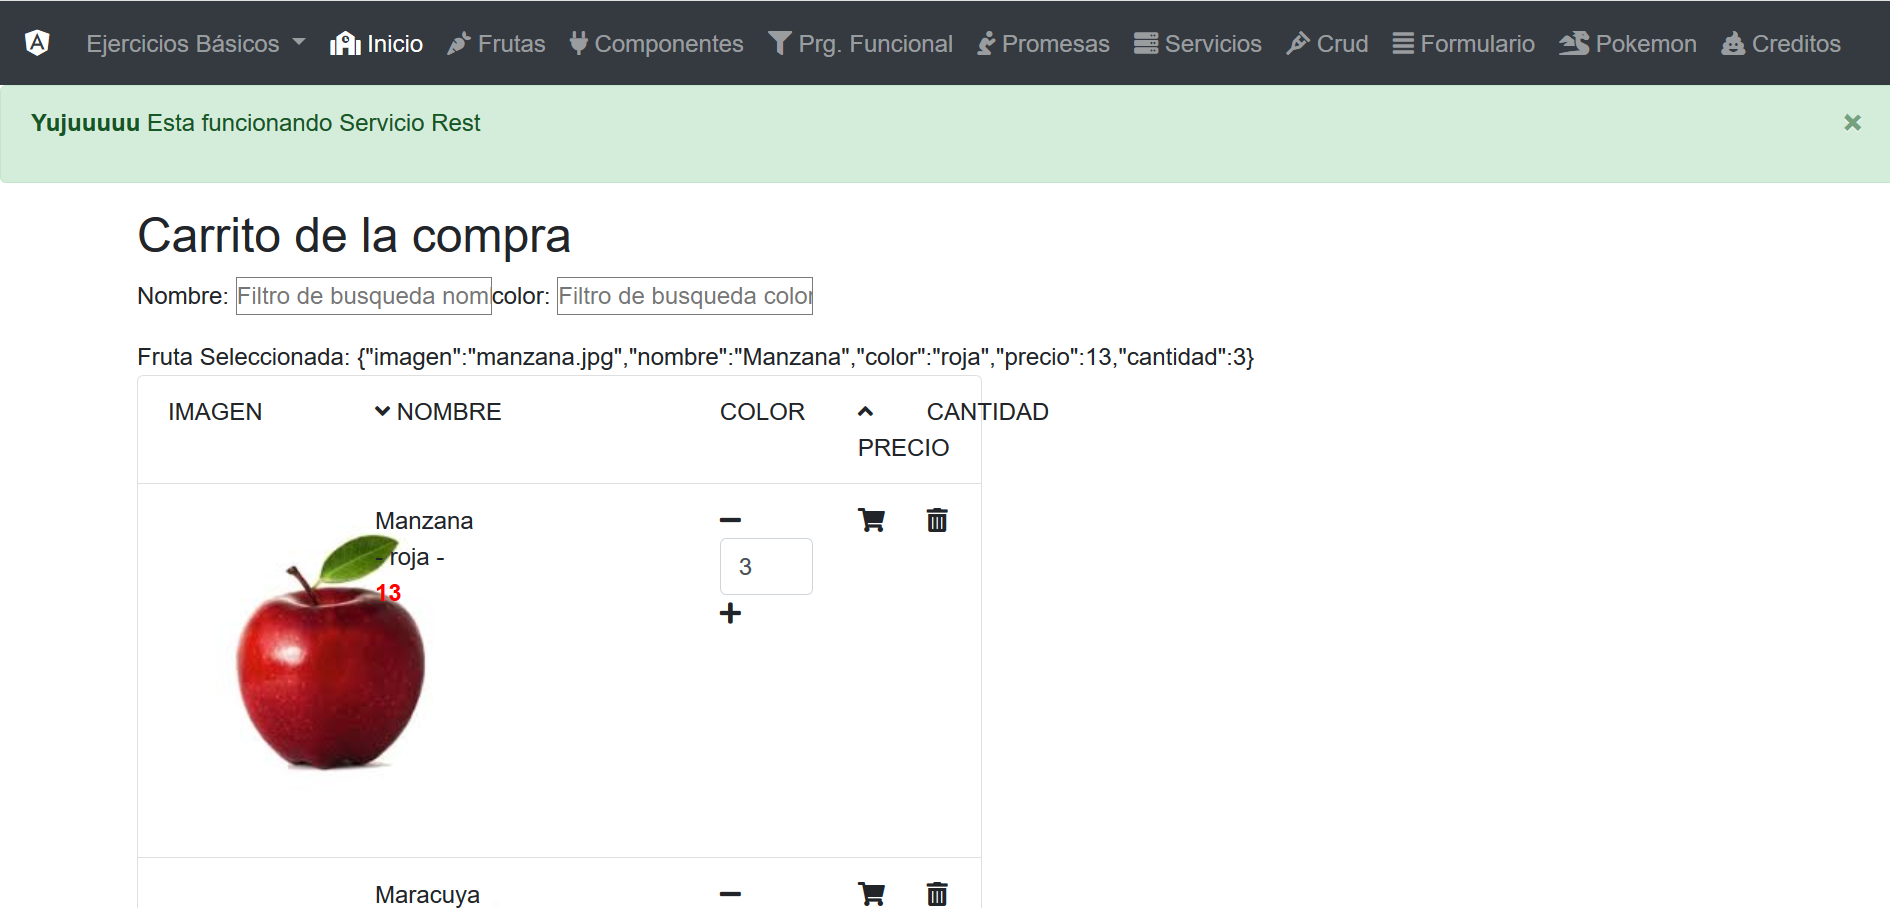 Ejercicios Básicos Inicio Frutas Componentes Prg. Funcional Promesas Servicios Crud Formulario Pokemon Creditos
Yujuuuuu Esta funcionando Servicio Rest
×
Carrito de la compra
Nombre: Filtro de busqueda nom color: Filtro de busqueda color
Fruta Seleccionada: {"imagen":"manzana.jpg","nombre":"Manzana","color":"roja","precio":13,"cantidad":3}
IMAGEN NOMBRE COLOR PRECIO CANTIDAD
Manzana
- roja -
13
3
Maracuya